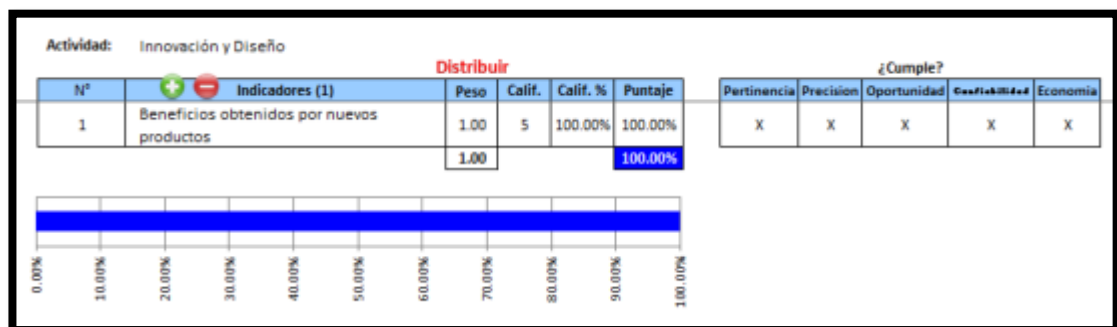 Actividad: Innovación y Diseño
Distribuir ¿Cumple?
N° Indicadores (1) Peso Calif. Calif. % Puntaje Pertinencia Precision Oportunidad Confiabilidad Economia
1 Beneficios obtenidos por nuevos productos 1.00 5 100.00% 100.00% X X X X X
1.00 100.00%
0.00% 10.00% 20.00% 30.00% 40.00% 50.00% 60.00% 70.00% 80.00% 90.00% 100.00%